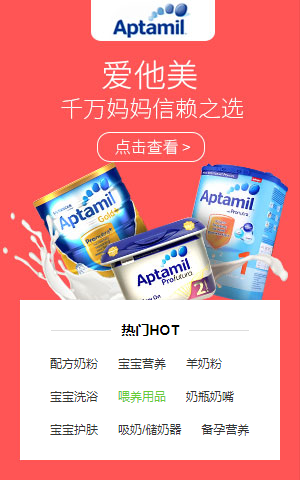 Aptamil
爱他美
千万妈妈信赖之选
点击查看 >
Aptamil
Gold+
Pronutra+
Aptamil
Pronutra
Aptamil
Profutura
2
热门HOT
配方奶粉 宝宝营养 羊奶粉
宝宝洗浴 喂养用品 奶瓶奶嘴
宝宝护肤 吸奶/储奶器 备孕营养